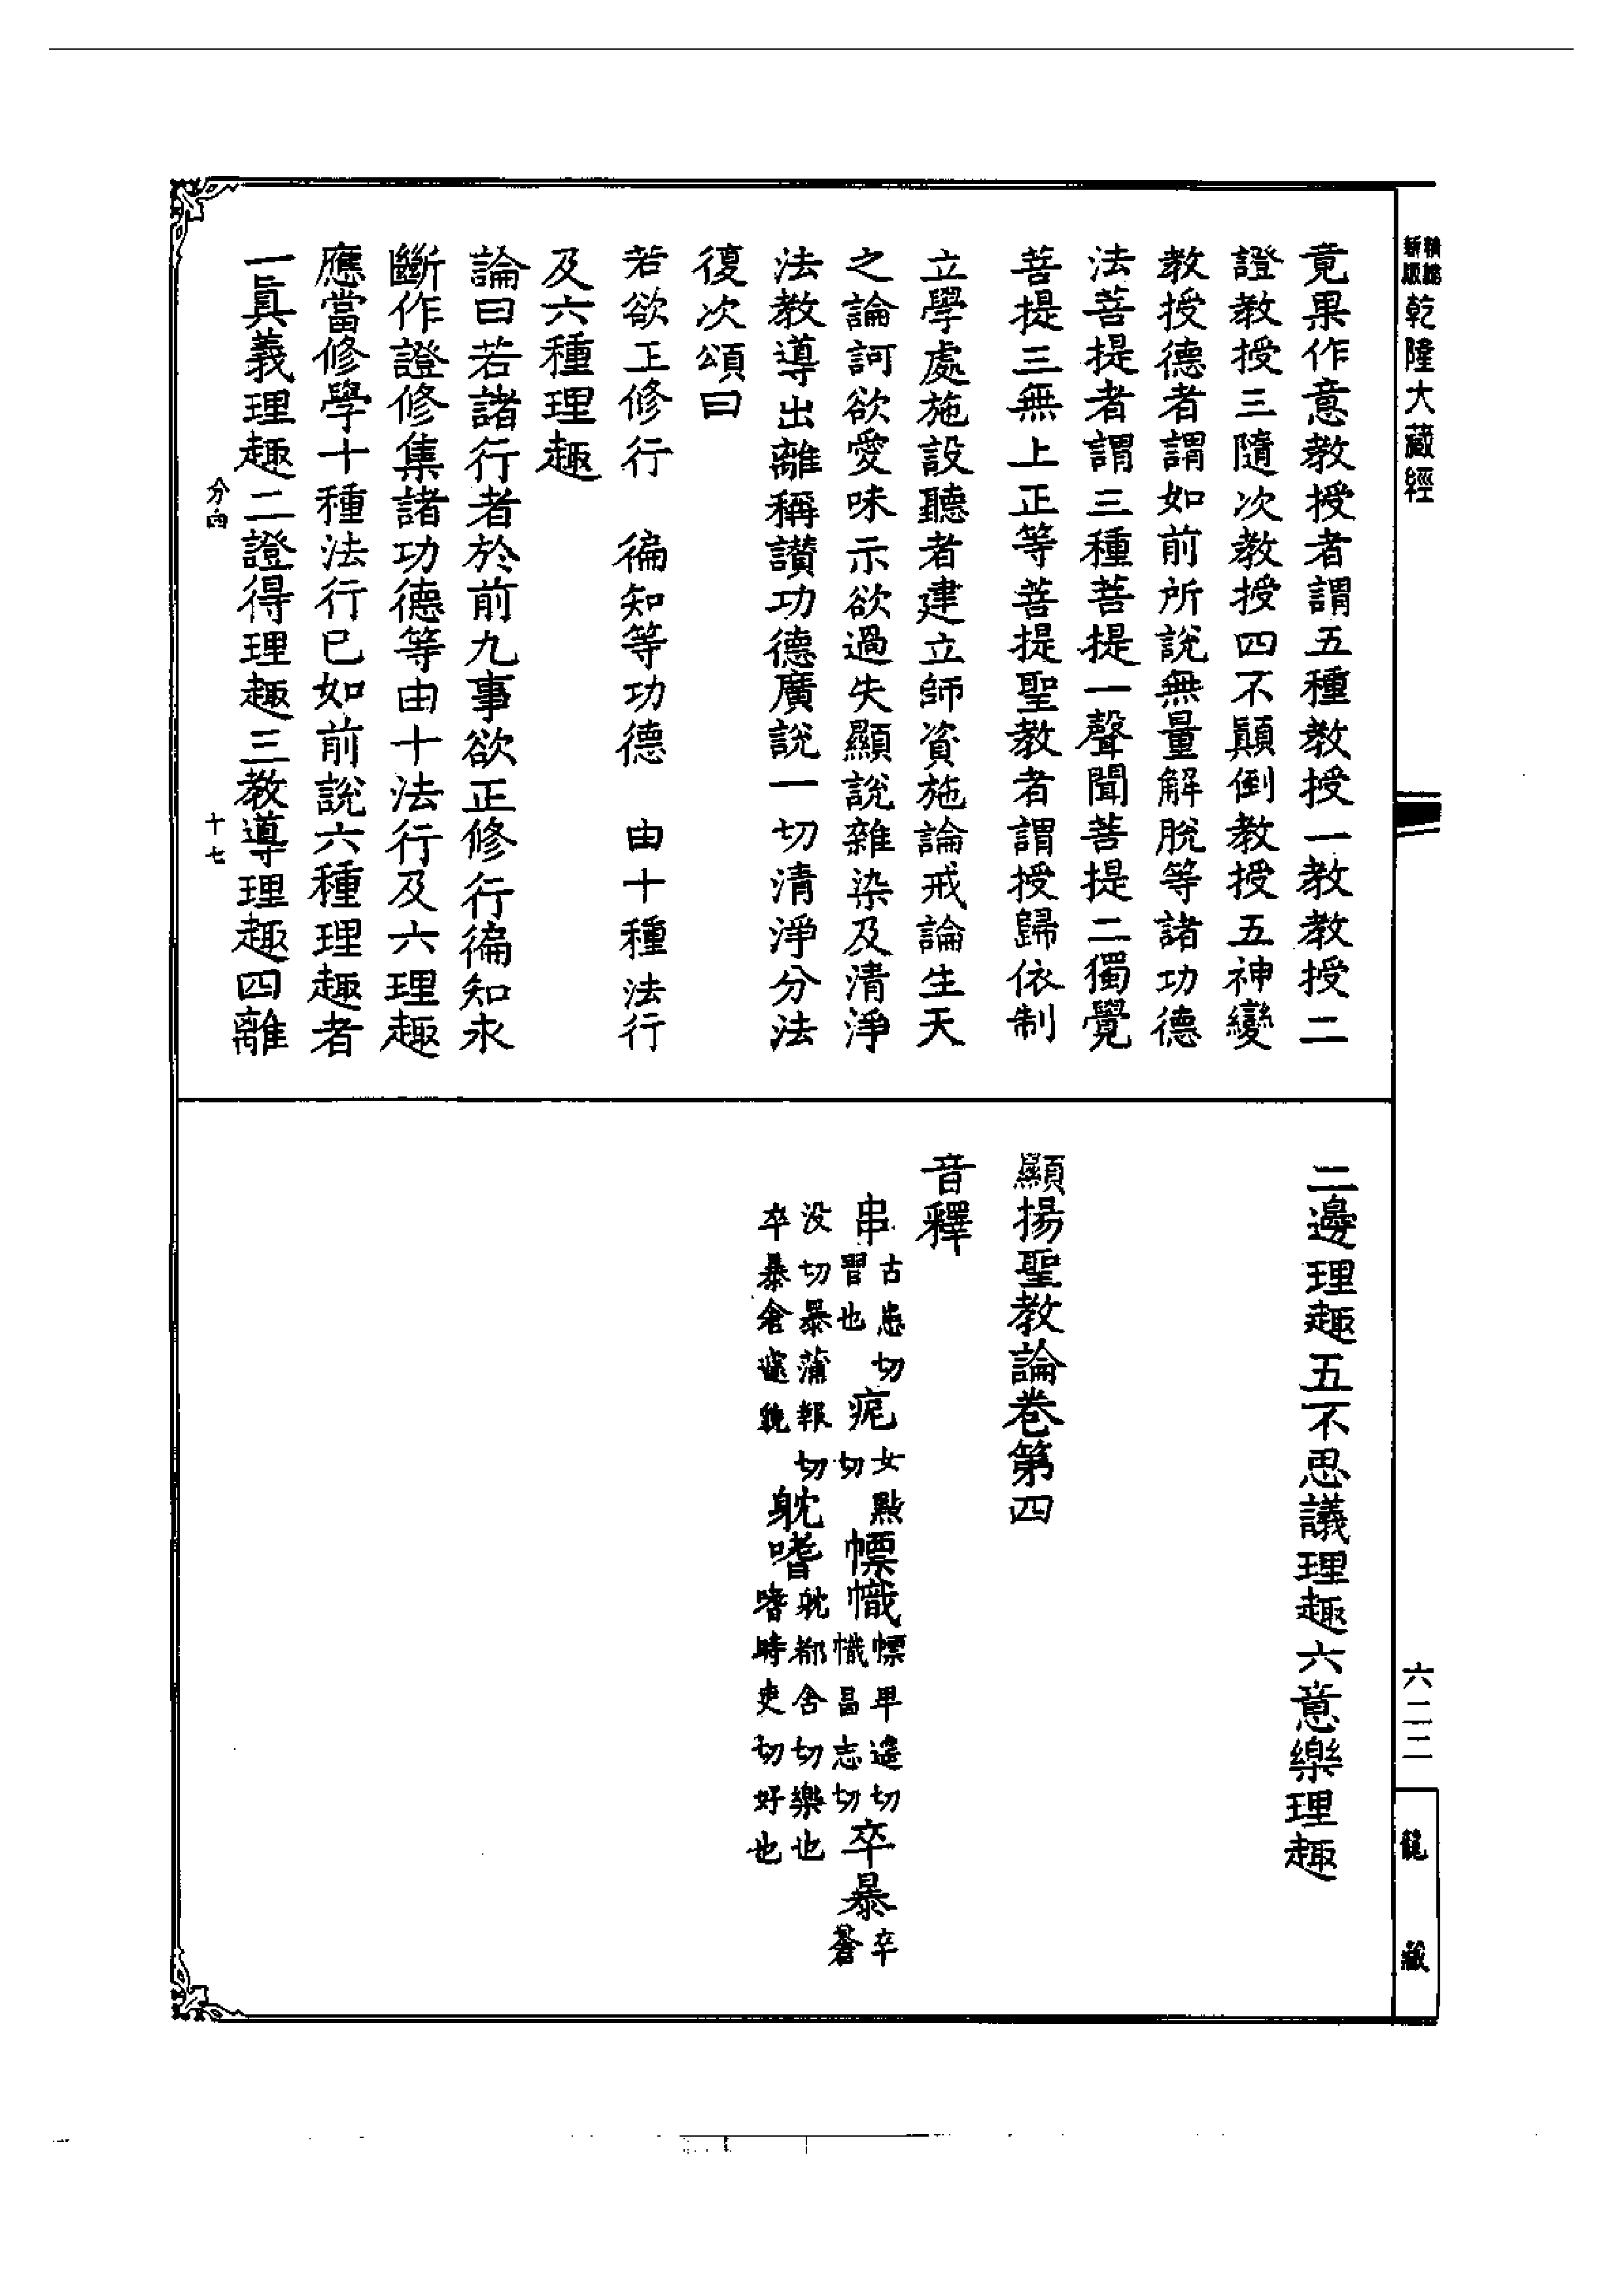 新版精縮乾隆大藏經
竟果作意教授者謂五種教授一教教授二
證教授三隨次教授四不顚倒教授五神變
教授德者謂如前所說無量解脫等諸功德
法菩提者謂三種菩提一聲聞菩提二獨覺
菩提三無上正等菩提聖教者謂授歸依制
立學處施設聽者建立師資施論戒論生天
之論訶欲愛味示欲過失顯說雜染及清淨
法教導出離稱讃功德廣說一切清淨分法
復次頌曰
若欲正修行　徧知等功德　由十種法行
及六種理趣
論曰若諸行者於前九事欲正修行徧知永
斷作證修集諸功德等由十法行及六理趣
應當修學十種法行已如前說六種理趣者
一眞義理趣二證得理趣三教導理趣四離
分四　十七
二邊理趣五不思議理趣六意樂理趣
顯揚聖教論卷第四
音釋
串古患切習也㽸女黠切幖幟幖卑遙切幟昌志切卒暴卒蒼
没切暴蒲報切卒暴倉遽貌躭嗜躭都含切樂也嗜時吏切好也
六二二
龍藏